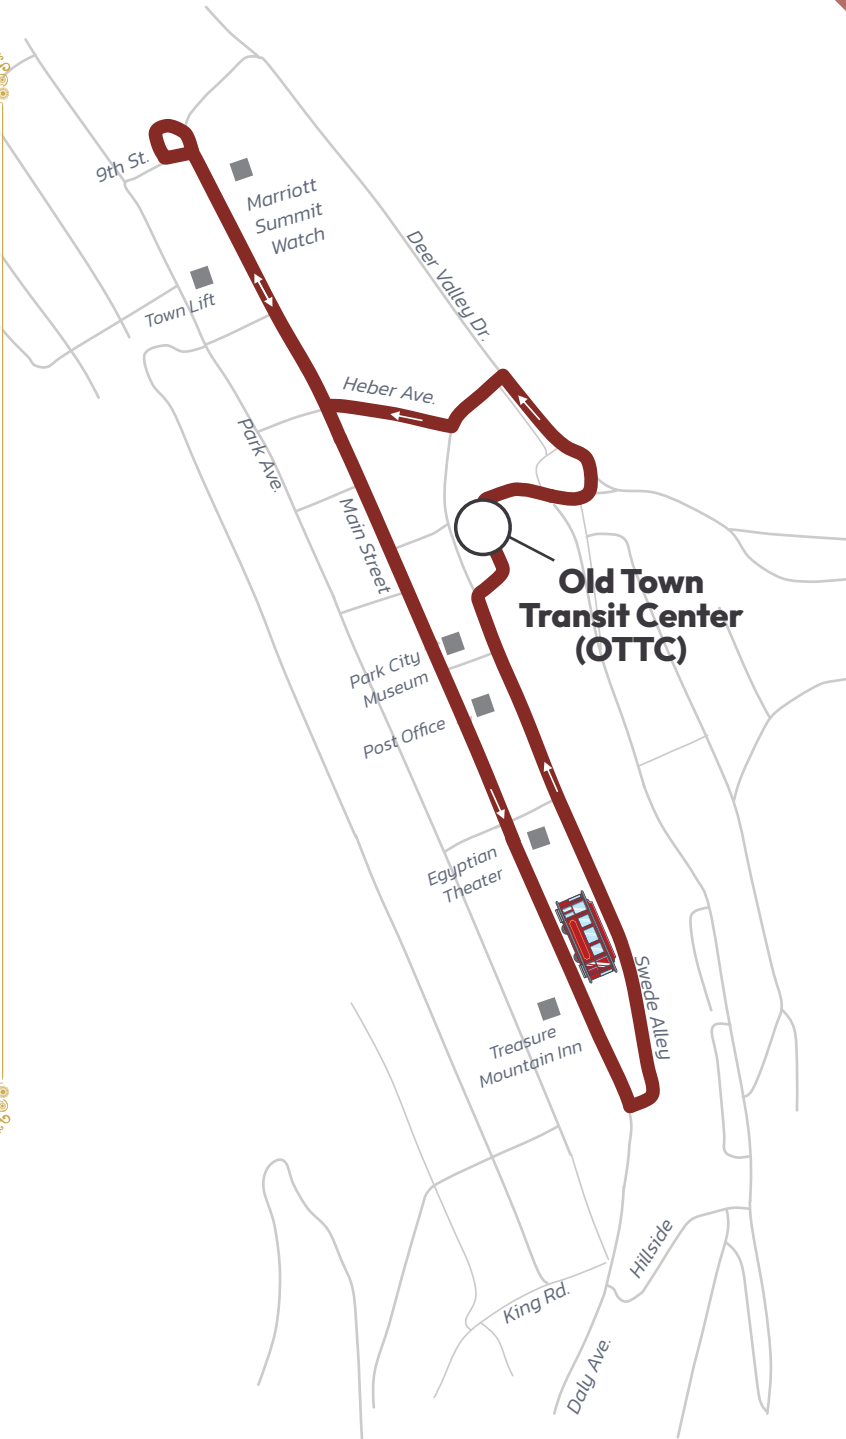 9th St.
Marriott
Summit
Watch
Town Lift
Deer Valley Dr.
Heber Ave.
Park Ave.
Main Street
Old Town
Transit Center
(OTTC)
Park City
Museum
Post Office
Egyptian
Theater
Swede Alley
Treasure
Mountain Inn
Hillside
King Rd.
Daly Ave.